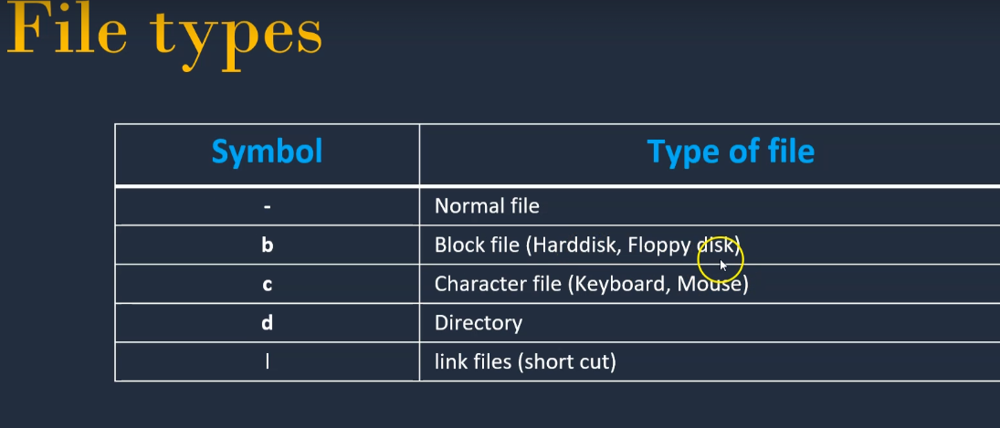 File types
Symbol Type of file
- Normal file
b Block file (Harddisk, Floppy disk)
c Character file (Keyboard, Mouse)
d Directory
l link files (short cut)